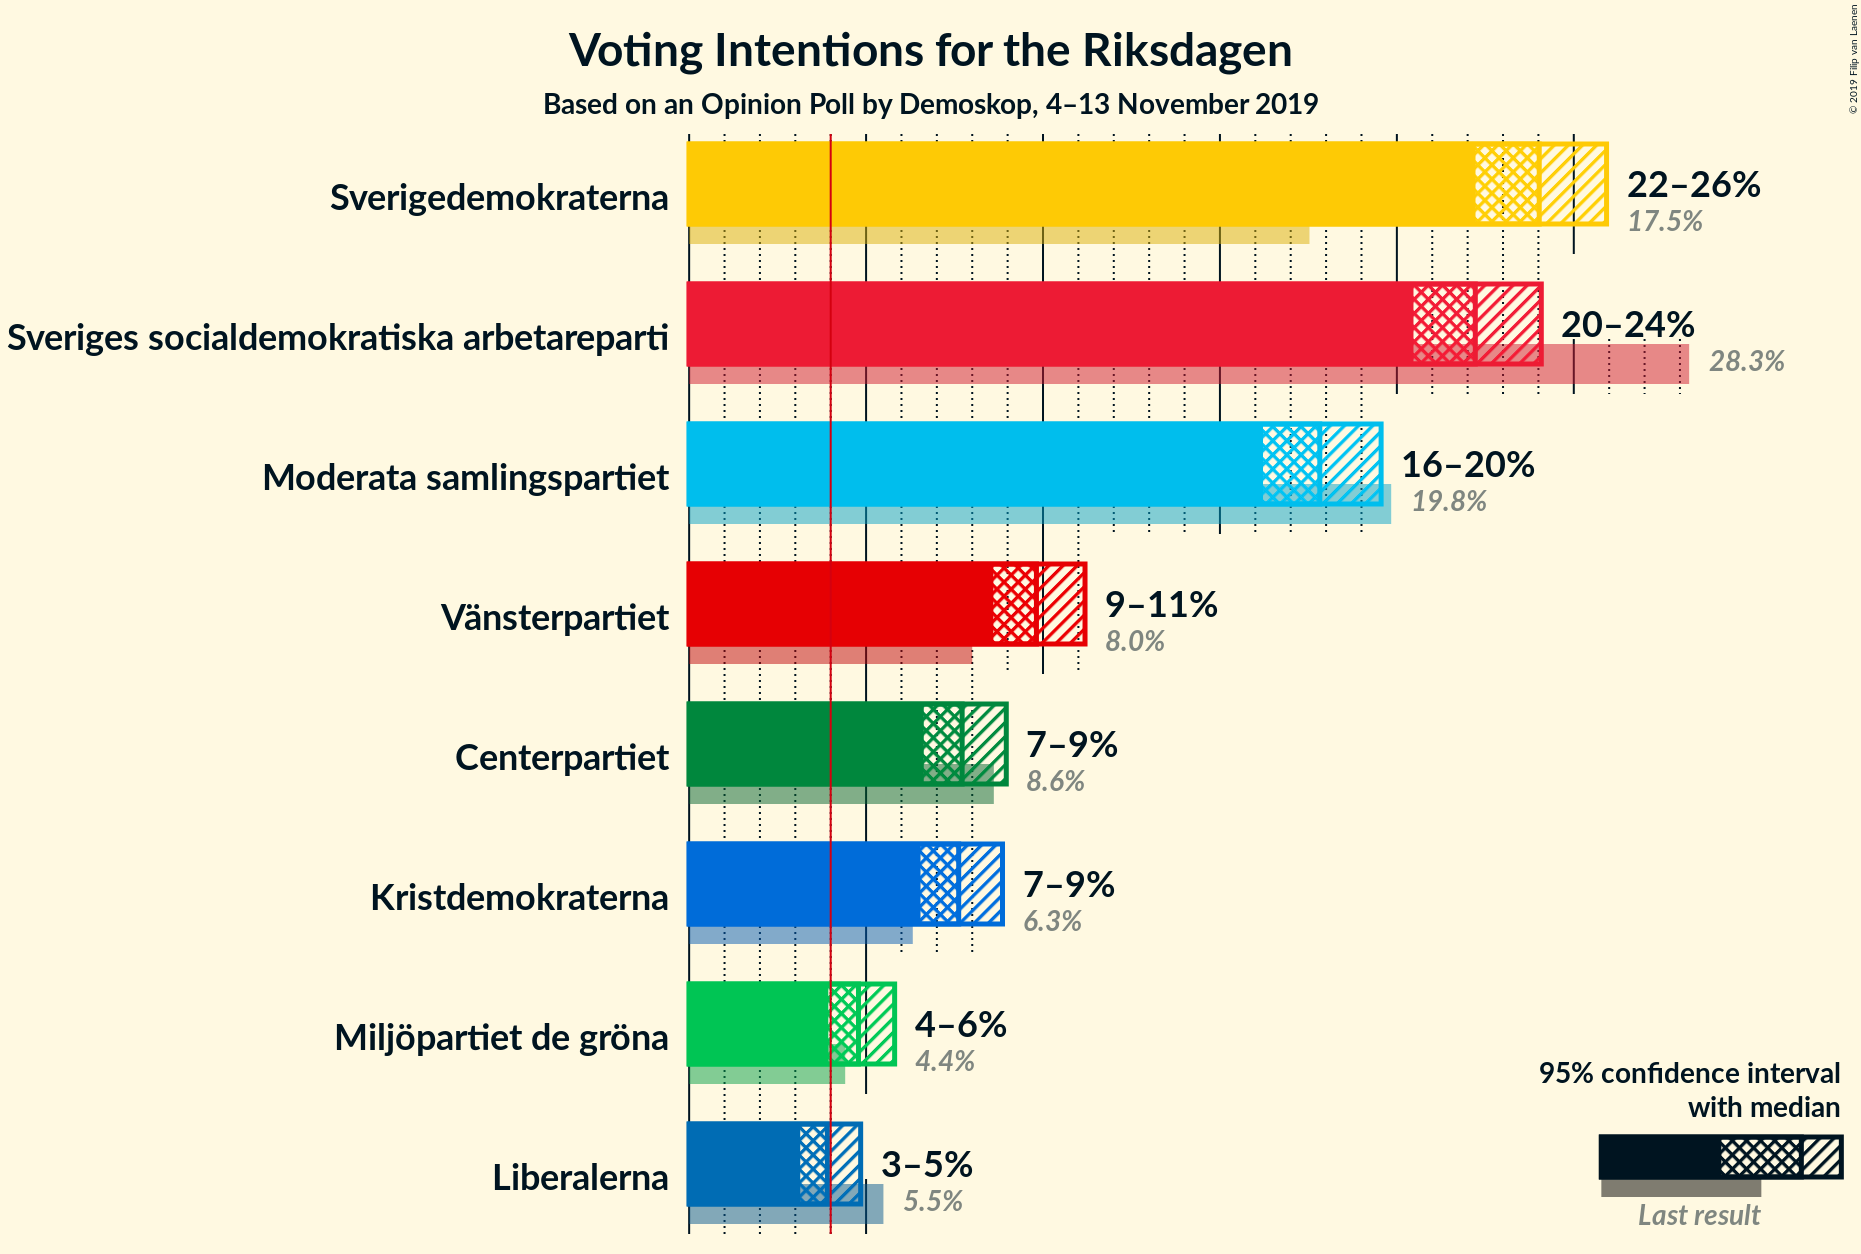 Voting Intentions for the Riksdagen
Based on an Opinion Poll by Demoskop, 4–13 November 2019
© 2019 Filip van Laenen
Sverigedemokraterna
22–26%
17.5%
Sveriges socialdemokratiska arbetareparti
20–24%
28.3%
Moderata samlingspartiet
16–20%
19.8%
Vänsterpartiet
9–11%
8.0%
Centerpartiet
7–9%
8.6%
Kristdemokraterna
7–9%
6.3%
Miljöpartiet de gröna
4–6%
4.4%
Liberalerna
3–5%
5.5%
95% confidence interval
with median
Last result